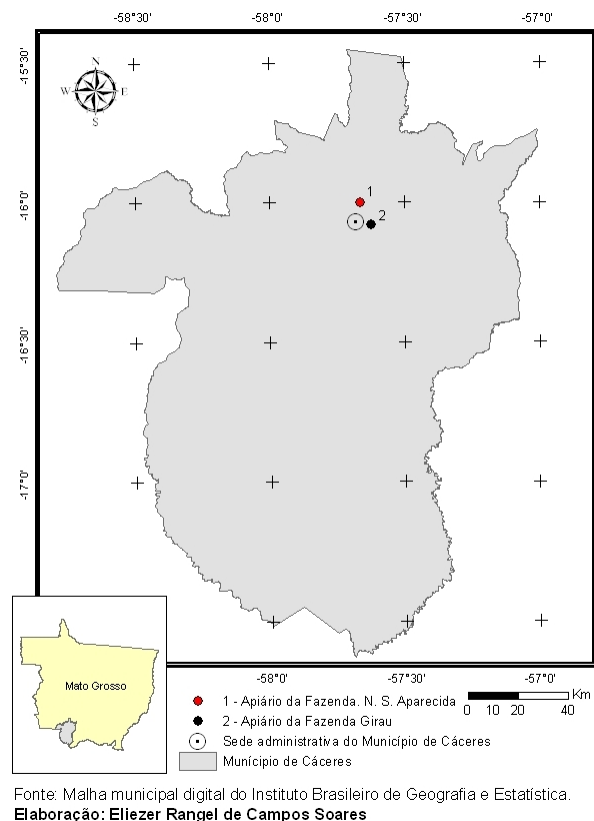 -58°30' -58°0' -57°30' -57°0'
-15°30'
-16°0'
-16°30'
-17°0'
N
W E
S
1
2
-58°0' -57°30' -57°0'
Mato Grosso
1 - Apiário da Fazenda. N. S. Aparecida
2 - Apiário da Fazenda Girau
Sede administrativa do Município de Cáceres
Munícipio de Cáceres
Km
0 10 20 40
Fonte: Malha municipal digital do Instituto Brasileiro de Geografia e Estatística.
Elaboração: Eliezer Rangel de Campos Soares